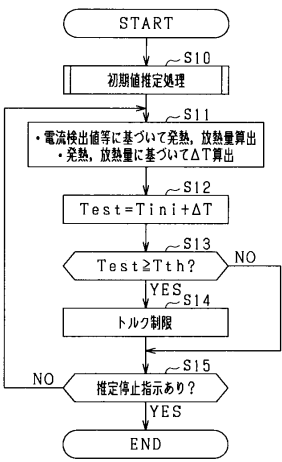 START
S10
初期値推定処理
S11
・電流検出値等に基づいて発熱，放熱量算出
・発熱，放熱量に基づいてΔT算出
S12
Test=Tini+ΔT
S13
Test≧Tth?
NO
YES
S14
トルク制限
S15
推定停止指示あり?
NO
YES
END